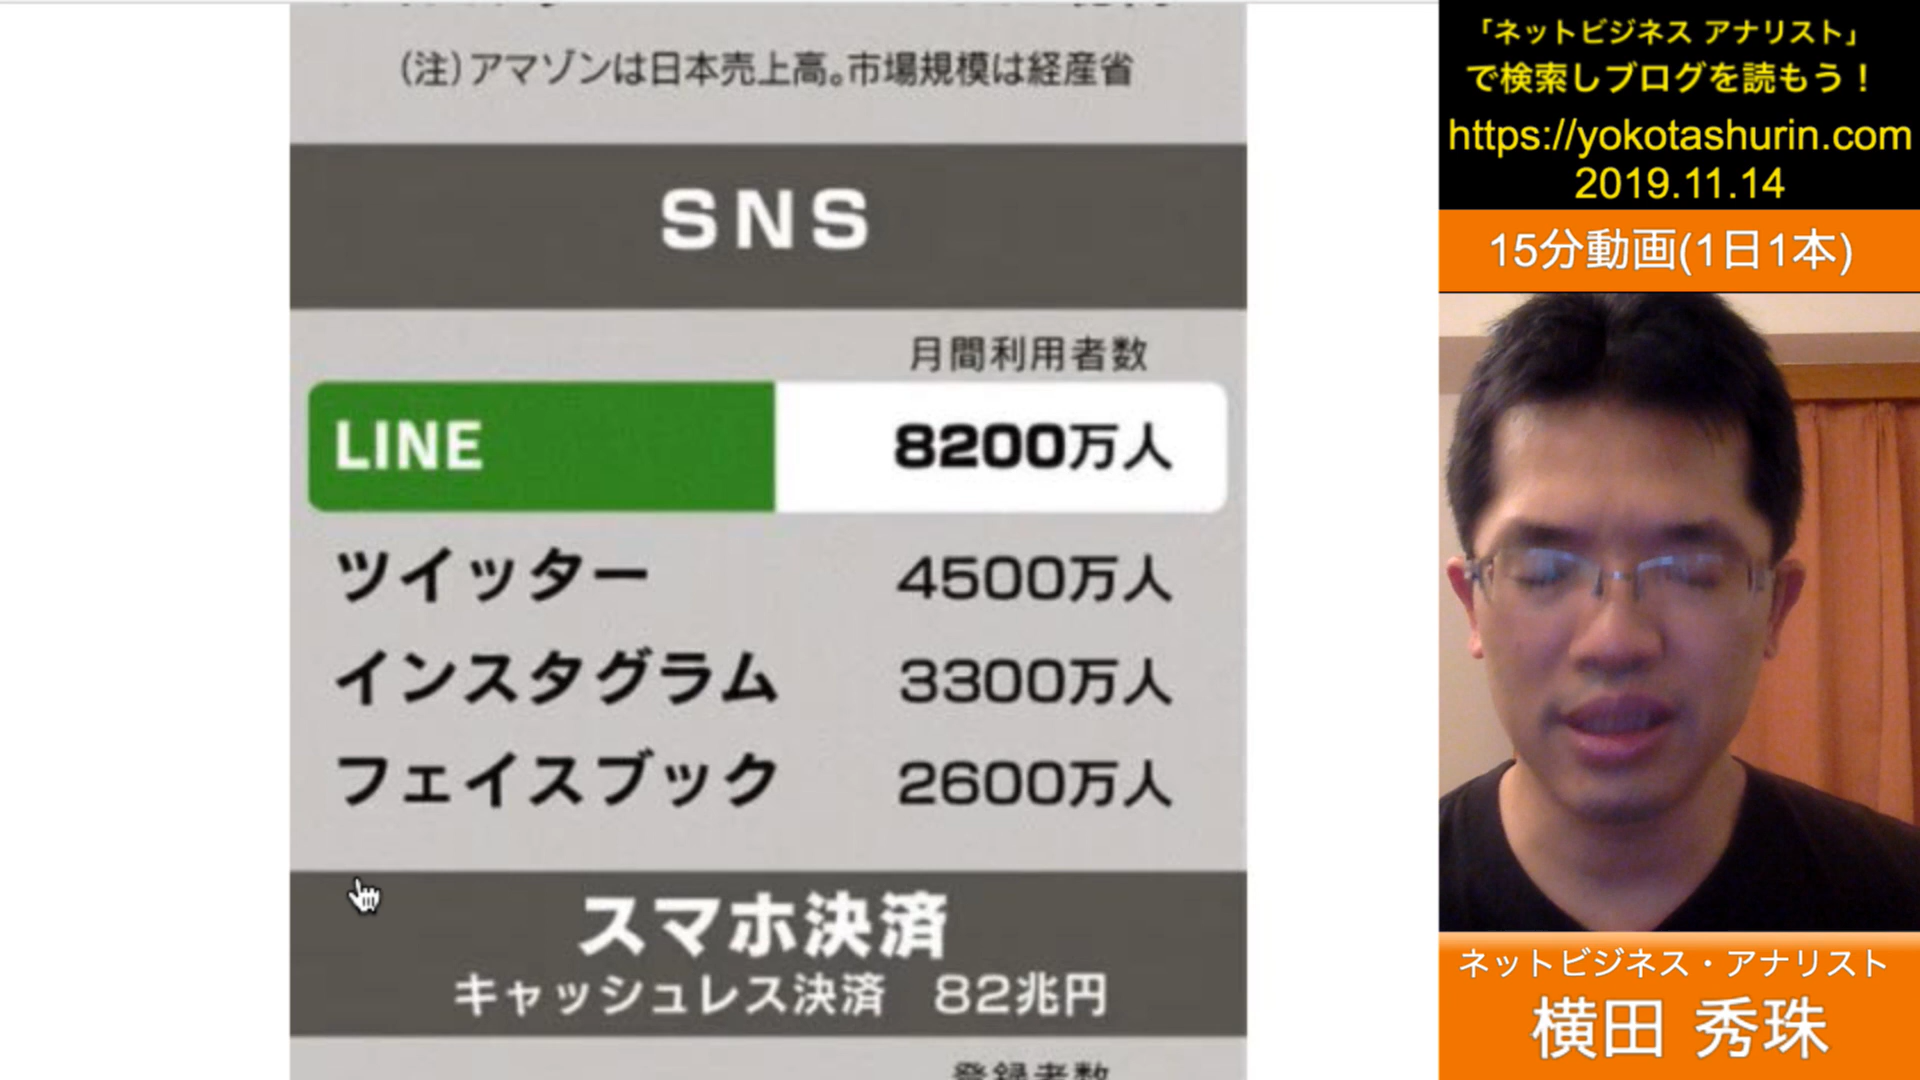 (注)アマゾンは日本売上高。市場規模は経産省
SNS
月間利用者数
LINE 8200万人
ツイッター 4500万人
インスタグラム 3300万人
フェイスブック 2600万人
スマホ決済
キャッシュレス決済 82兆円
登録者数
「ネットビジネス アナリスト」
で検索しブログを読もう！
https://yokotashurin.com
2019.11.14
15分動画(1日1本)
ネットビジネス・アナリスト
横田 秀珠